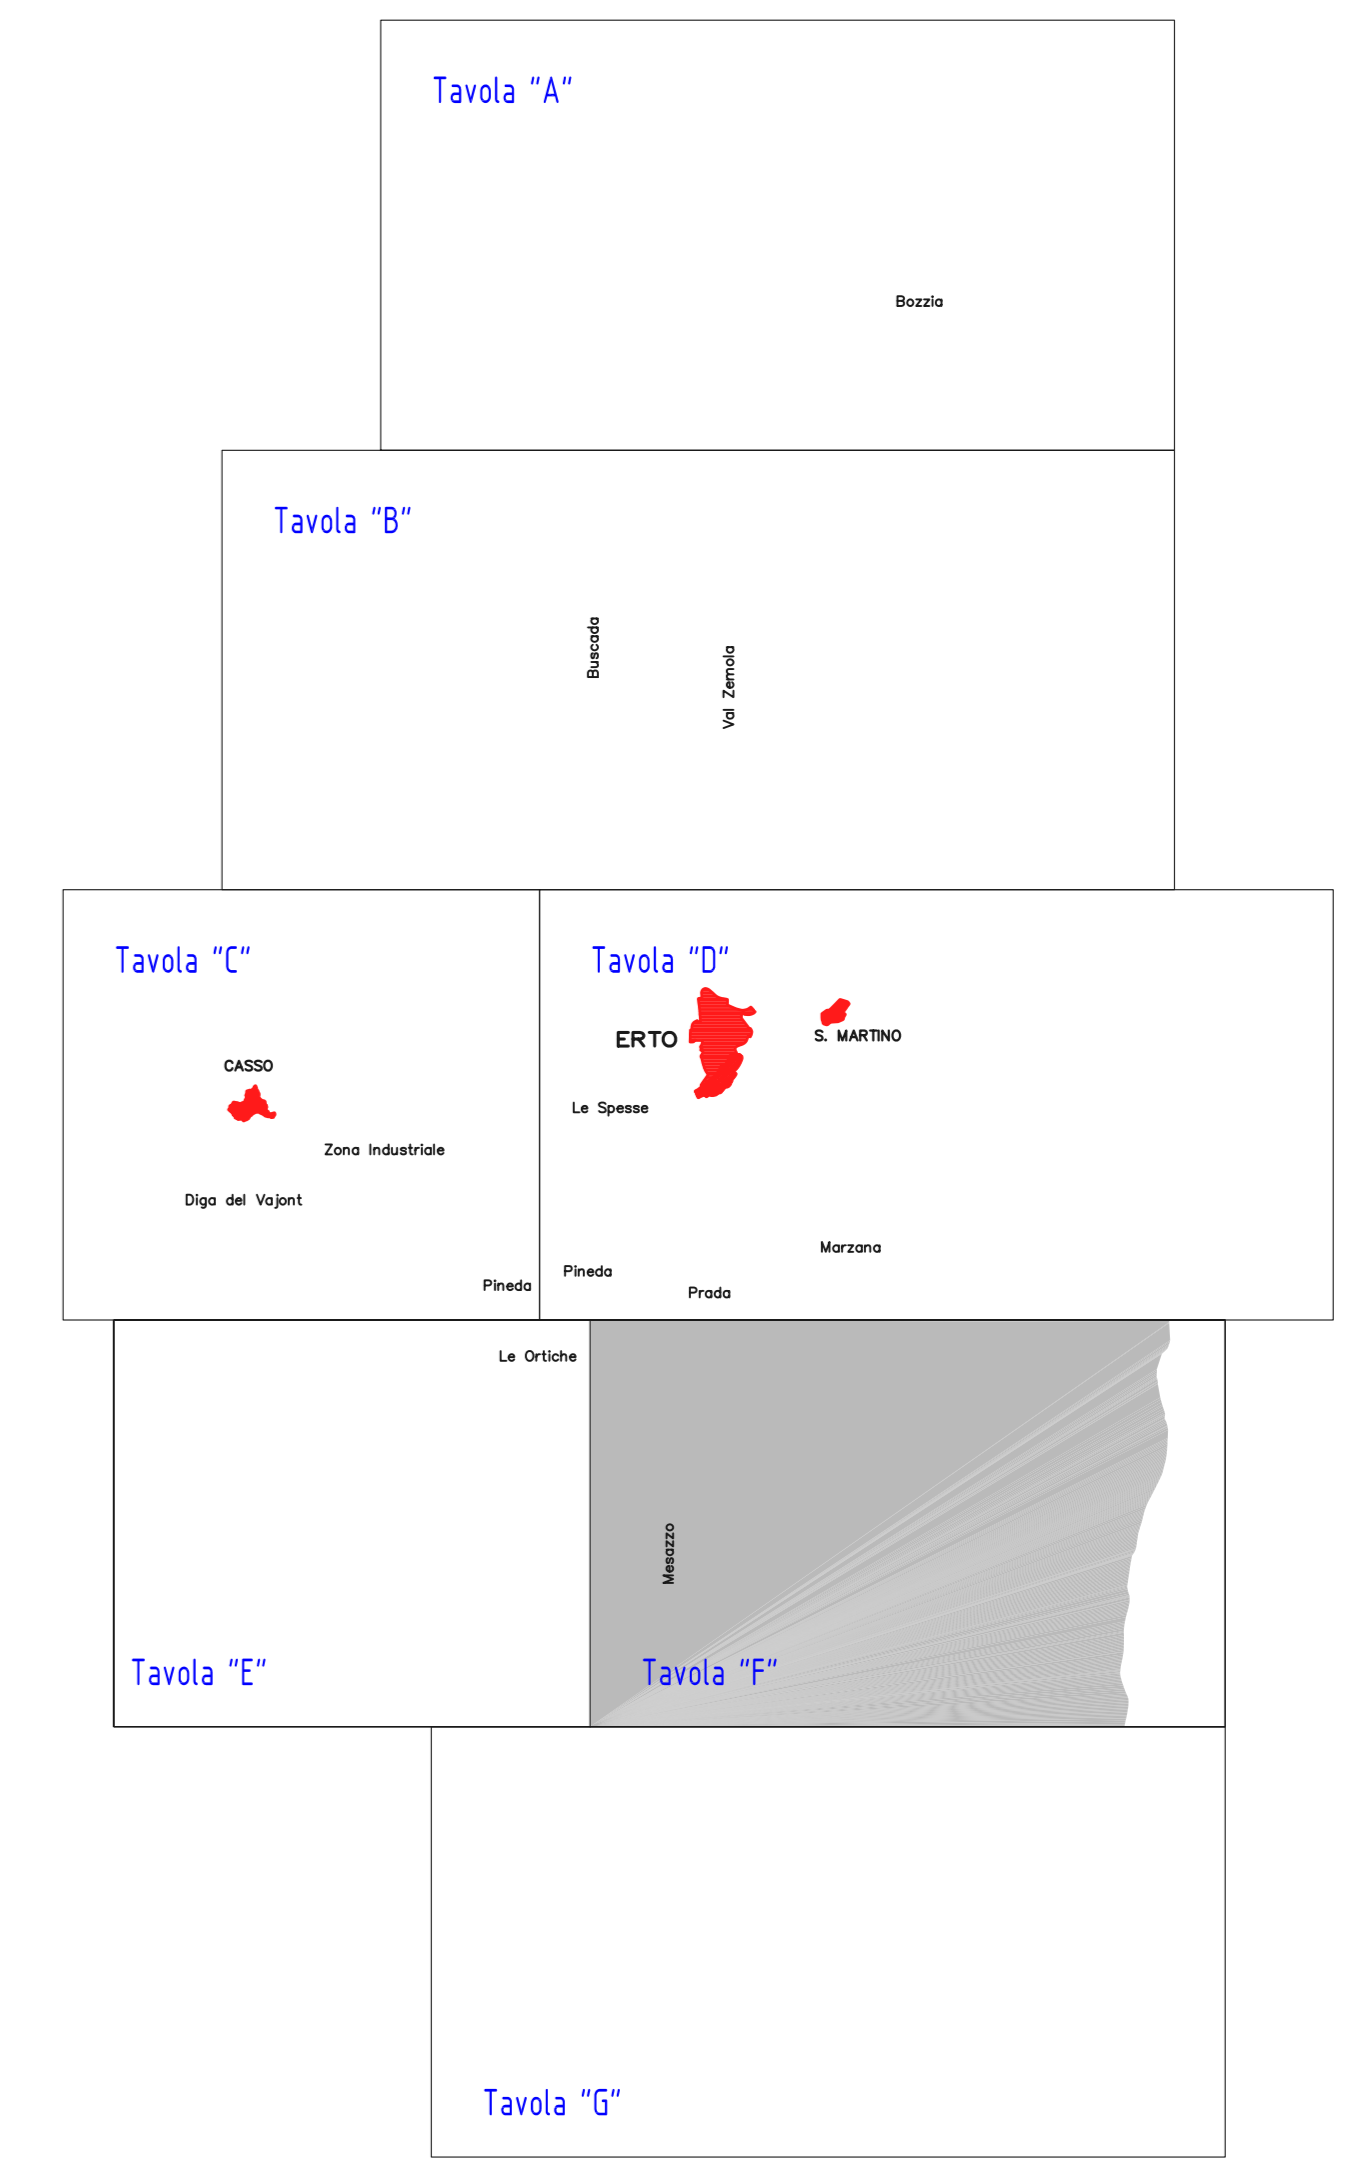 Tavola "A"
Bozzia
Tavola "B"
Buscada
Val Zemola
Tavola "C"
CASSO
Zona Industriale
Diga del Vajont
Pineda
Tavola "D"
ERTO
S. MARTINO
Le Spesse
Marzana
Pineda
Prada
Le Ortiche
Tavola "E"
Mesazzo
Tavola "F"
Tavola "G"